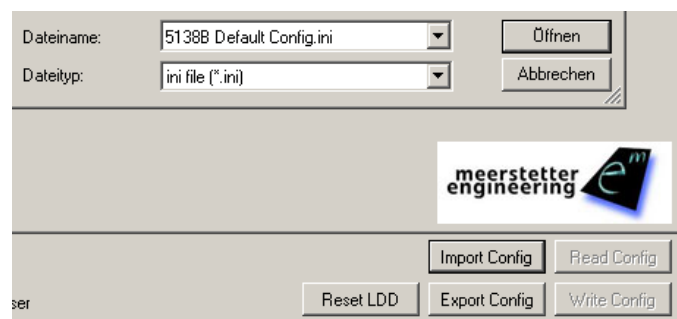 Dateiname: 5138B Default Config.ini Öffnen
Dateityp: ini file (*.ini) Abbrechen
meerstetter
engineering
em
Import Config Read Config
ser Reset LDD Export Config Write Config